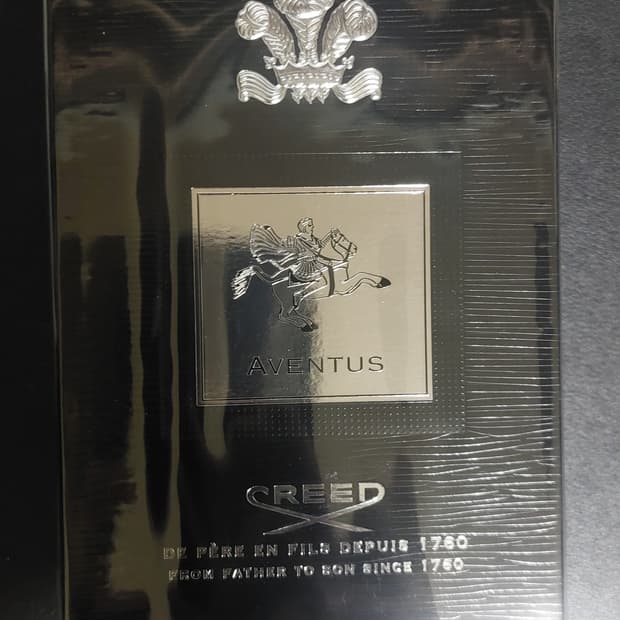 AVENTUS
CREED
DE PÈRE EN FILS DEPUIS 1760
FROM FATHER TO SON SINCE 1760